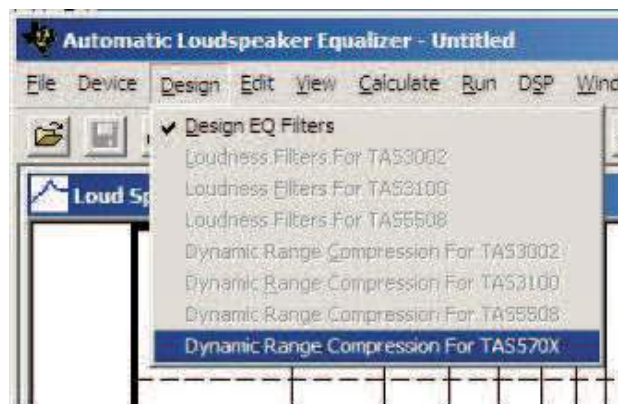 Automatic Loudspeaker Equalizer - Untitled
File Device Design Edit View Calculate Run DSP Wind
Design EQ Filters
Loudness Filters For TAS3002
Loudness Filters For TAS3100
Loudness Filters For TAS5508
Dynamic Range Compression For TAS3002
Dynamic Range Compression For TAS3100
Dynamic Range Compression For TAS5508
Dynamic Range Compression For TAS570X
Loud Sp